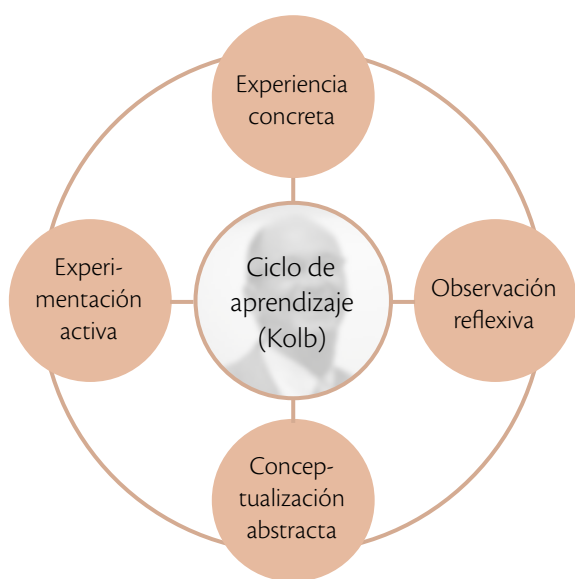 Experiencia
concreta
Experi-
mentación
activa
Ciclo de
aprendizaje
(Kolb)
Observación
reflexiva
Concep-
tualización
abstracta